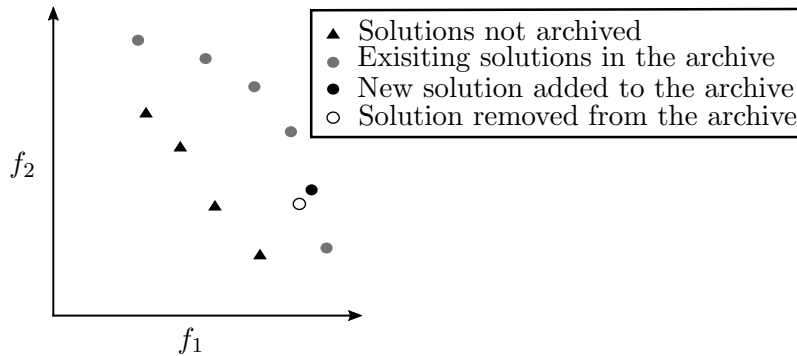 Solutions not archived
Exisiting solutions in the archive
New solution added to the archive
Solution removed from the archive
f2
f1